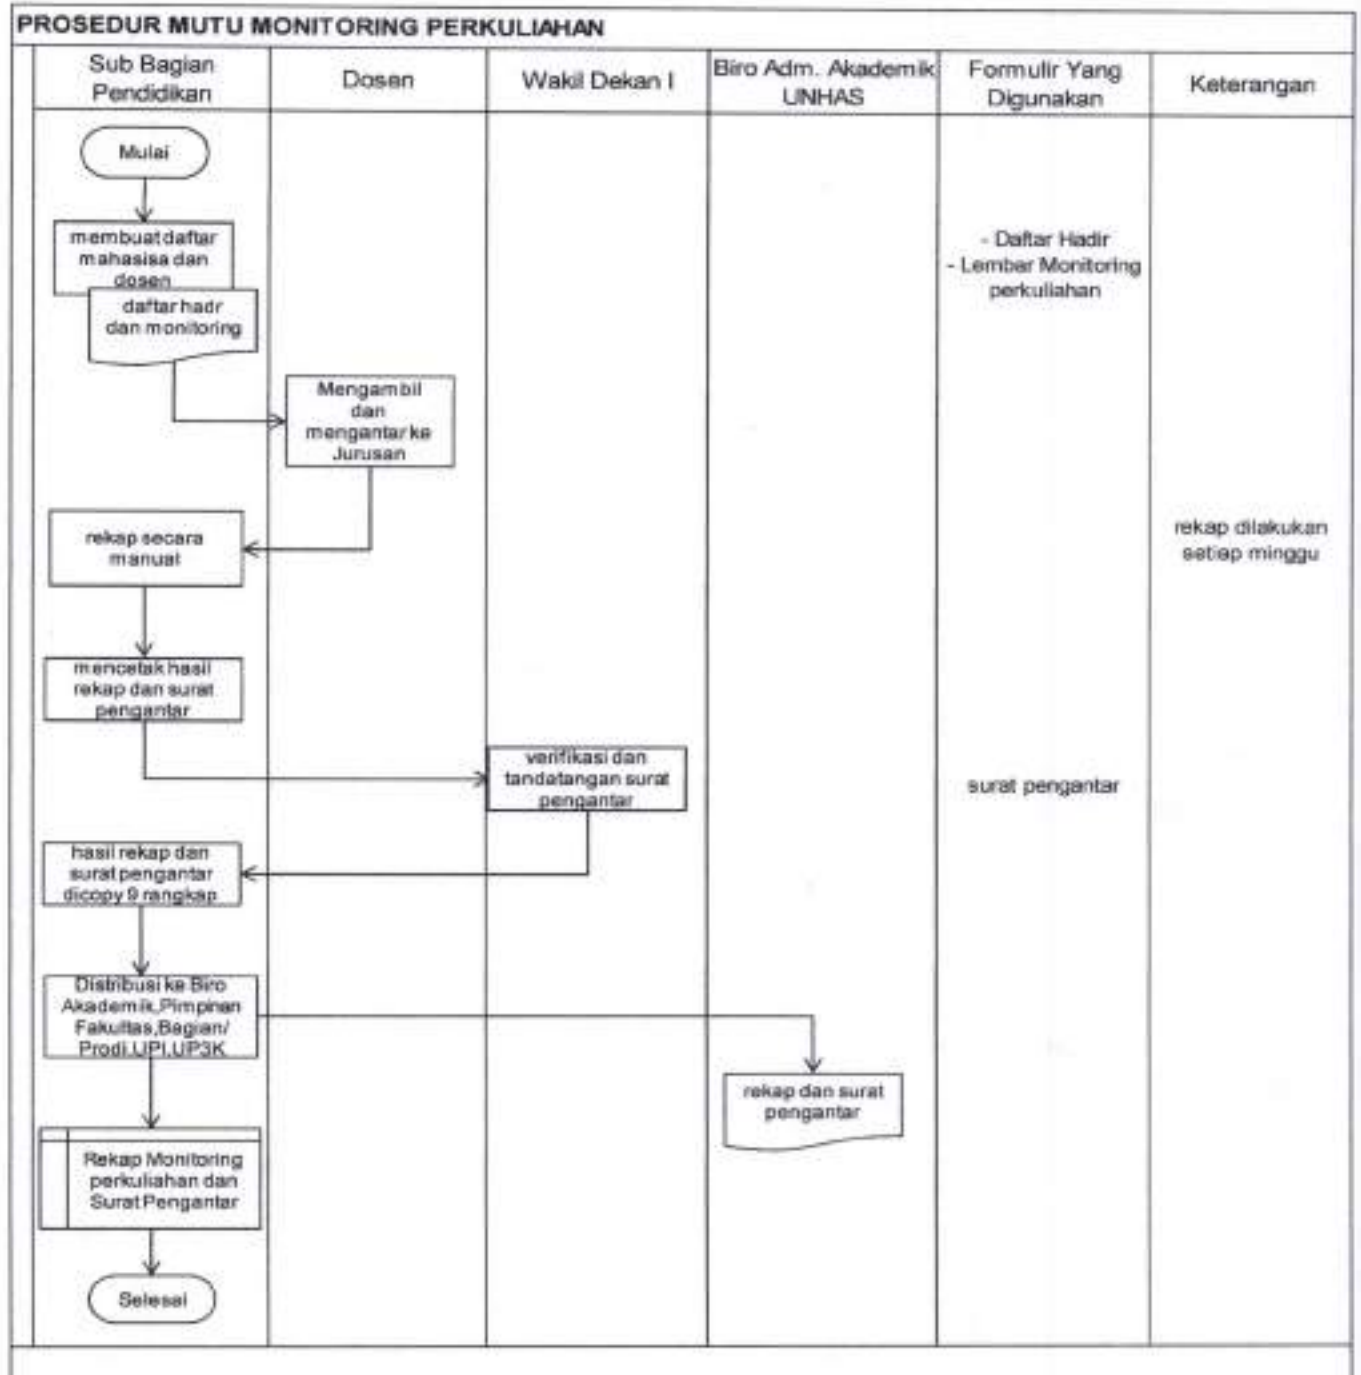 PROSEDUR MUTU MONITORING PERKULIAHAN
Sub Bagian
Pendidikan
Dosen
Wakil Dekan I
Biro Adm. Akademik
UNHAS
Formulir Yang
Digunakan
Keterangan
Mulai
membuat daftar
mahasisa dan
dosen
daftar hadr
dan monitoring
- Daftar Hadir
- Lembar Monitoring
perkuliahan
Mengambil
dan
mengantar ke
Jurusan
rekap secara
manual
rekap dilakukan
setiap minggu
mencetak hasil
rekap dan surat
pengantar
verifikasi dan
tandatangan surat
pengantar
surat pengantar
hasil rekap dan
surat pengantar
dicopy 9 rangkap
Distribusi ke Biro
Akademik,Pimpinan
Fakultas,Bagian/
Prodi,UPI,UP3K
rekap dan surat
pengantar
Rekap Monitoring
perkuliahan dan
Surat Pengantar
Selesai